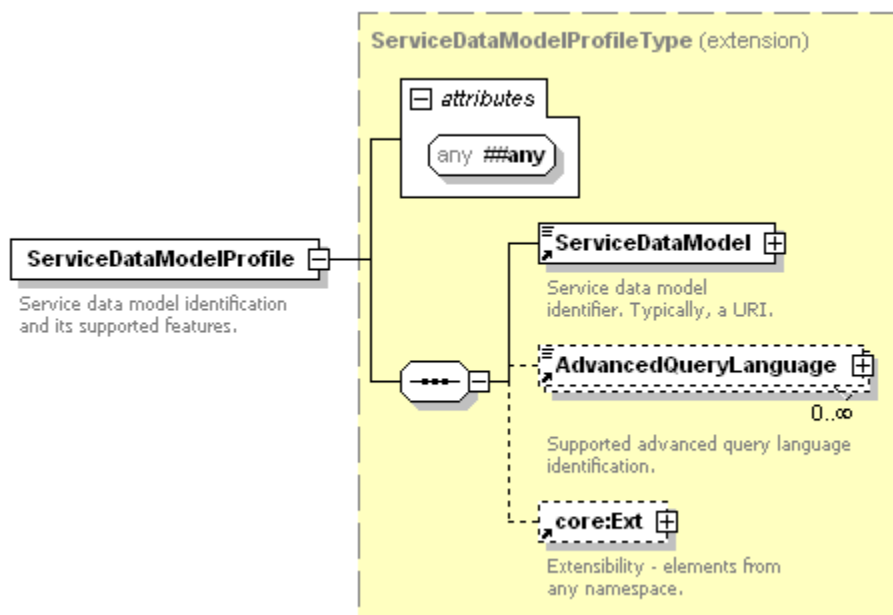 ServiceDataModelProfileType (extension)
attributes
any ##any
ServiceDataModelProfile
Service data model identification
and its supported features.
ServiceDataModel
Service data model
identifier. Typically, a URI.
AdvancedQueryLanguage
0..∞
Supported advanced query language
identification.
core:Ext
Extensibility - elements from
any namespace.